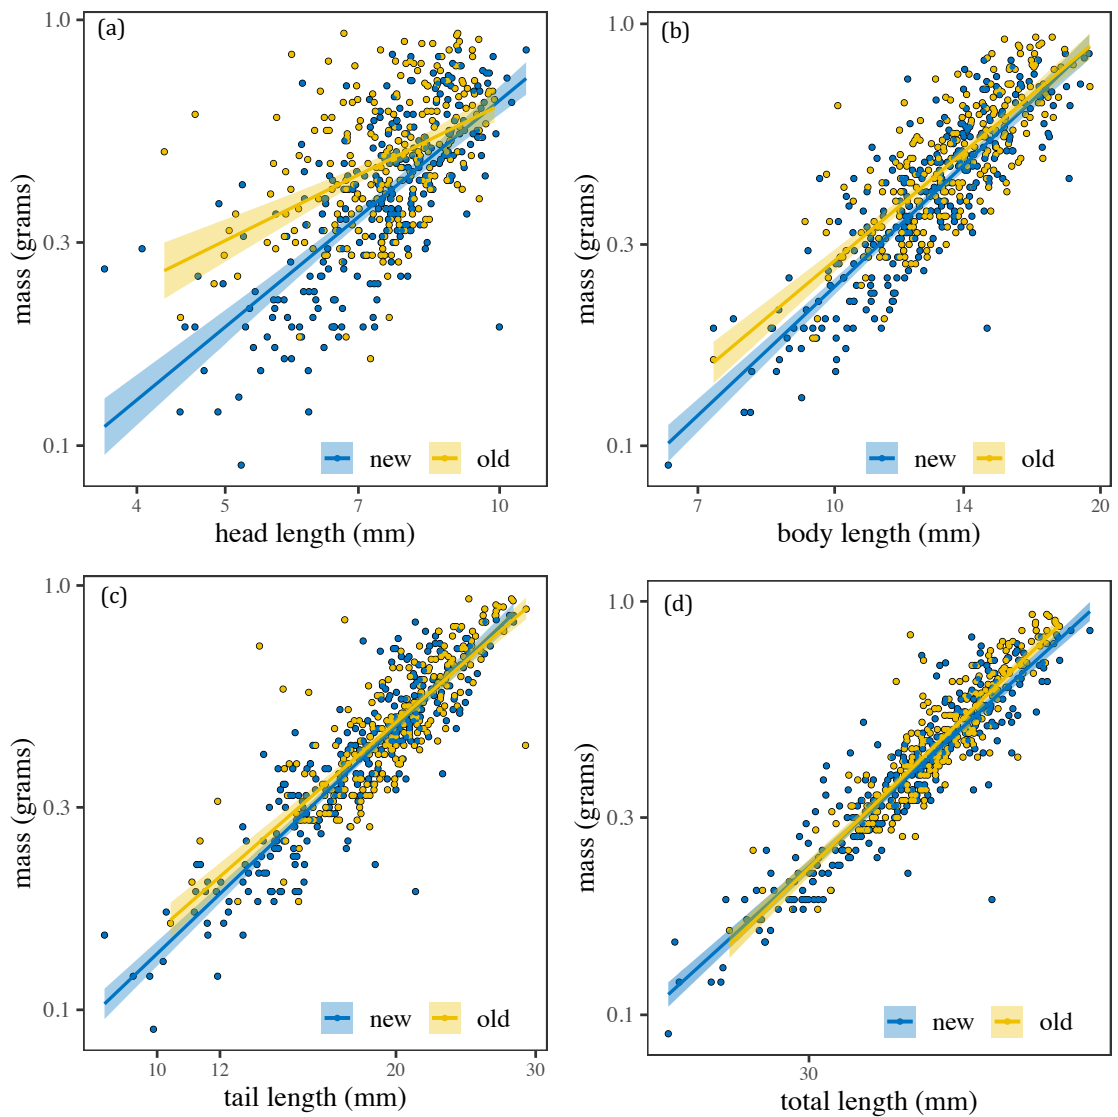 (a)
1.0
0.3
0.1
mass (grams)
new old
4 5 7 10
head length (mm)
(b)
1.0
0.3
0.1
mass (grams)
new old
7 10 14 20
body length (mm)
(c)
1.0
0.3
0.1
mass (grams)
new old
10 12 20 30
tail length (mm)
(d)
1.0
0.3
0.1
mass (grams)
new old
30
total length (mm)